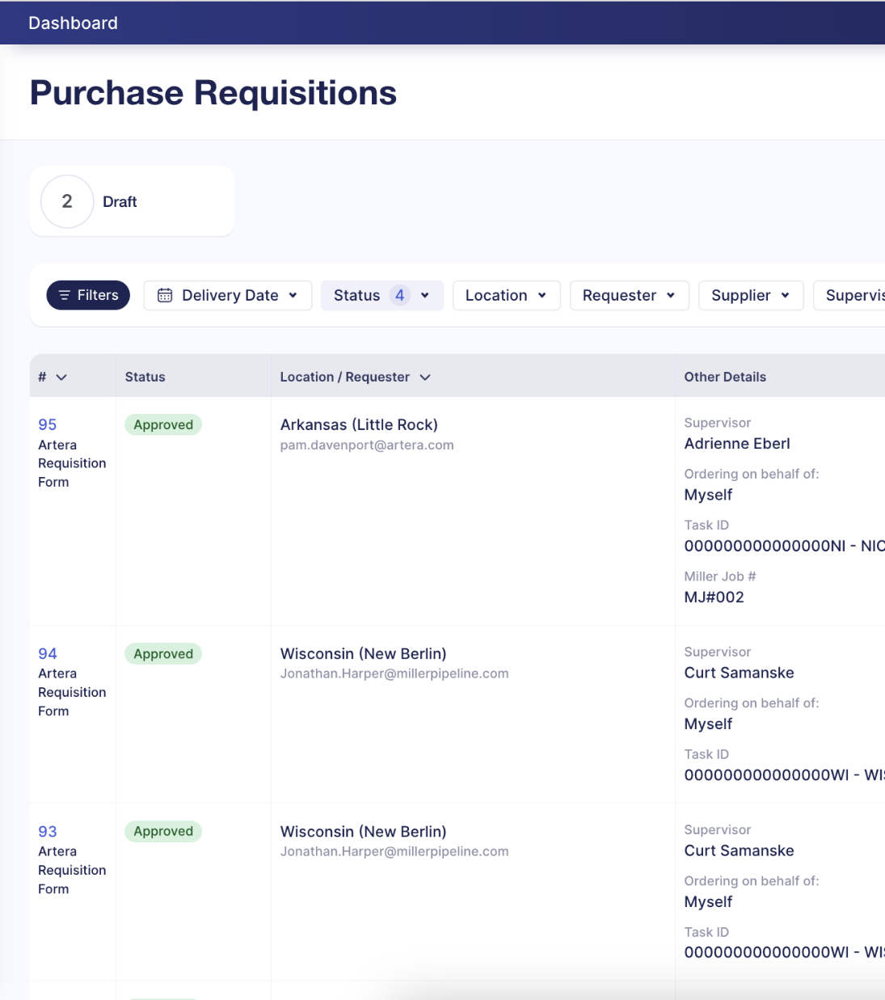 Dashboard
Purchase Requisitions
2 Draft
Filters Delivery Date Status 4 Location Requester Supplier Supervis
# Status Location / Requester Other Details
95
Artera
Requisition
Form
Approved
Arkansas (Little Rock)
pam.davenport@artera.com
Supervisor
Adrienne Eberl
Ordering on behalf of:
Myself
Task ID
000000000000000NI - NIC
Miller Job #
MJ#002
94
Artera
Requisition
Form
Approved
Wisconsin (New Berlin)
Jonathan.Harper@millerpipeline.com
Supervisor
Curt Samanske
Ordering on behalf of:
Myself
Task ID
000000000000000WI - WIS
93
Artera
Requisition
Form
Approved
Wisconsin (New Berlin)
Jonathan.Harper@millerpipeline.com
Supervisor
Curt Samanske
Ordering on behalf of:
Myself
Task ID
000000000000000WI - WIS